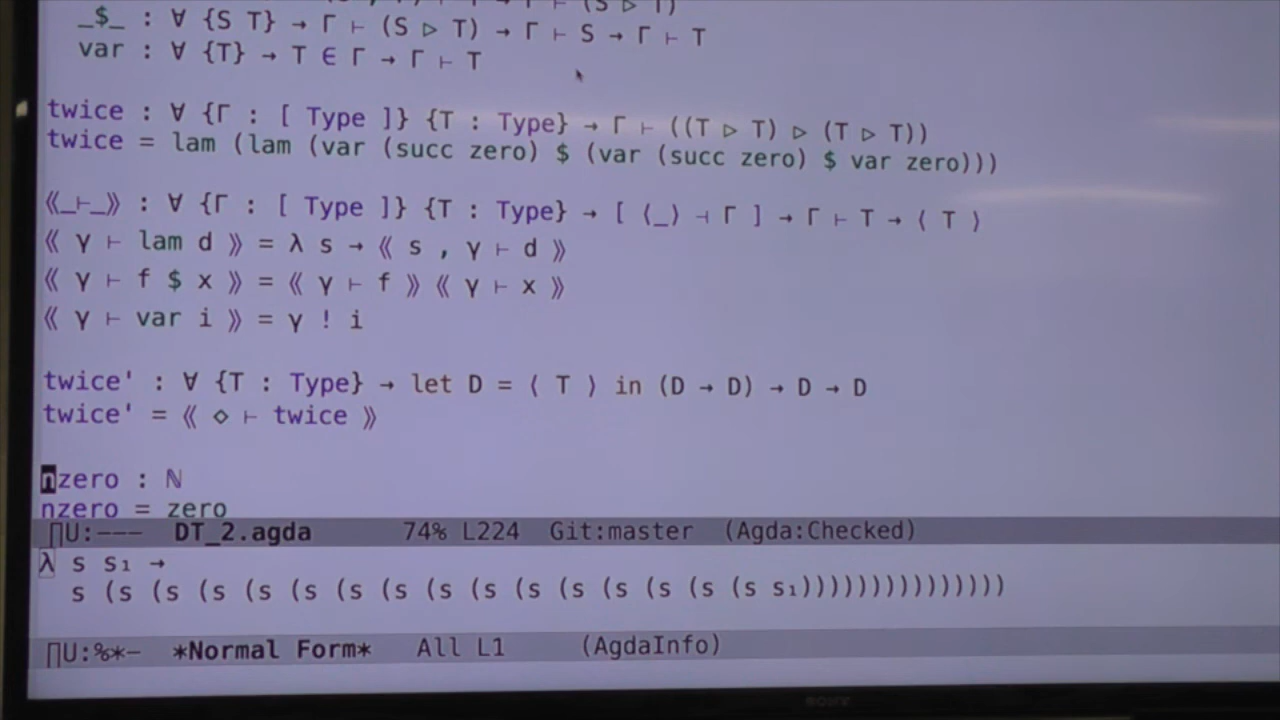 (S ▷ T)
_$_ : ∀ {S T} → Γ ⊢ (S ▷ T) → Γ ⊢ S → Γ ⊢ T
var : ∀ {T} → T ∈ Γ → Γ ⊢ T
twice : ∀ {Γ : [ Type ]} {T : Type} → Γ ⊢ ((T ▷ T) ▷ (T ▷ T))
twice = lam (lam (var (succ zero) $ (var (succ zero) $ var zero)))
⟪_⊢_⟫ : ∀ {Γ : [ Type ]} {T : Type} → [ ⟨_⟩ ⊣ Γ ] → Γ ⊢ T → ⟨ T ⟩
⟪ γ ⊢ lam d ⟫ = λ s → ⟪ s , γ ⊢ d ⟫
⟪ γ ⊢ f $ x ⟫ = ⟪ γ ⊢ f ⟫ ⟪ γ ⊢ x ⟫
⟪ γ ⊢ var i ⟫ = γ ! i
twice' : ∀ {T : Type} → let D = ⟨ T ⟩ in (D → D) → D → D
twice' = ⟪ ◇ ⊢ twice ⟫
nzero : ℕ
nzero = zero
∏U:--- DT_2.agda 74% L224 Git:master (Agda:Checked)
λ s s₁ →
s (s (s (s (s (s (s (s (s (s (s (s (s (s (s (s s₁)))))))))))))))
∏U:%*- *Normal Form* All L1 (AgdaInfo)
SONY